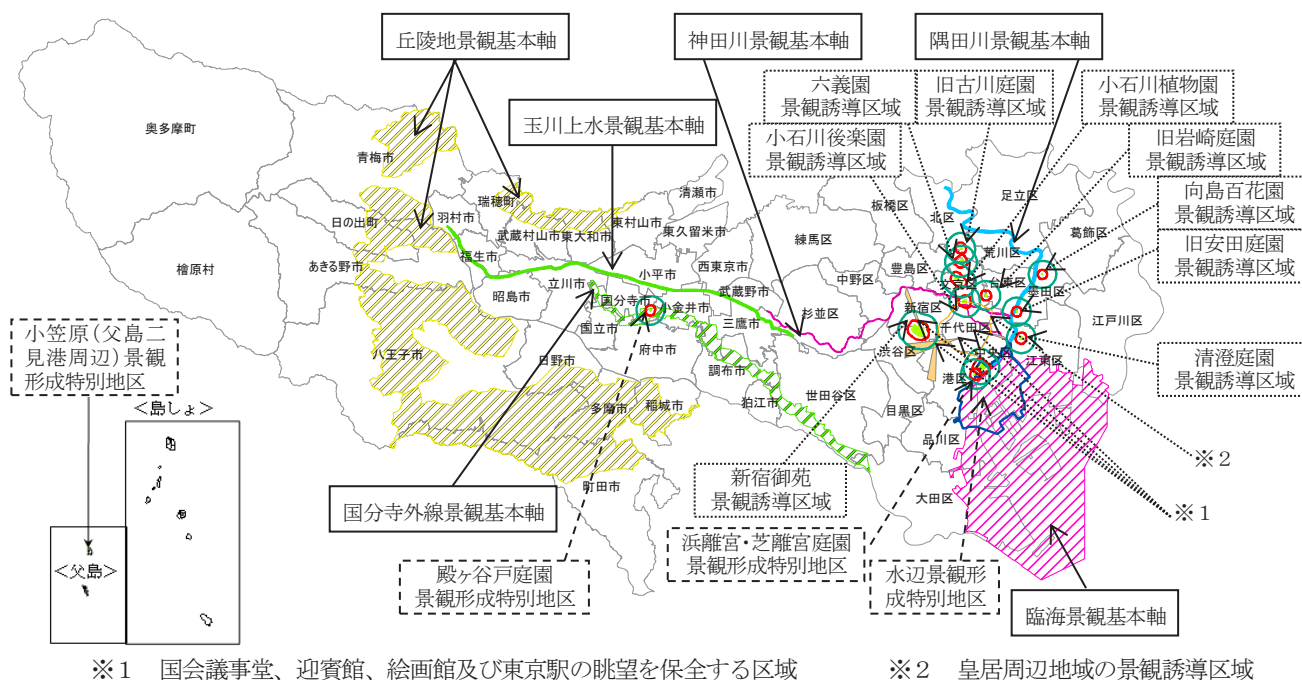 丘陵地景観基本軸
神田川景観基本軸
隅田川景観基本軸
六義園
景観誘導区域
旧古川庭園
景観誘導区域
小石川植物園
景観誘導区域
玉川上水景観基本軸
小石川後楽園
景観誘導区域
旧岩崎庭園
景観誘導区域
向島百花園
景観誘導区域
旧安田庭園
景観誘導区域
清澄庭園
景観誘導区域
奥多摩町
青梅市
瑞穂町
清瀬市
東村山市
日の出町
羽村市
武蔵村山市
東大和市
東久留米市
檜原村
あきる野市
福生市
小平市
西東京市
昭島市
立川市
国分寺市
小金井市
武蔵野市
三鷹市
国立市
八王子市
日野市
府中市
調布市
多摩市
稲城市
狛江市
町田市
板橋区
北区
足立区
練馬区
荒川区
葛飾区
豊島区
文京区
台東区
墨田区
中野区
杉並区
新宿区
千代田区
江戸川区
渋谷区
中央区
江東区
港区
世田谷区
目黒区
品川区
大田区
小笠原(父島二
見港周辺)景観
形成特別地区
<島しょ>
<父島>
国分寺外線景観基本軸
殿ヶ谷戸庭園
景観形成特別地区
新宿御苑
景観誘導区域
浜離宮・芝離宮庭園
景観形成特別地区
水辺景観形
成特別地区
臨海景観基本軸
※2
※1
※1 国会議事堂、迎賓館、絵画館及び東京駅の眺望を保全する区域
※2 皇居周辺地域の景観誘導区域